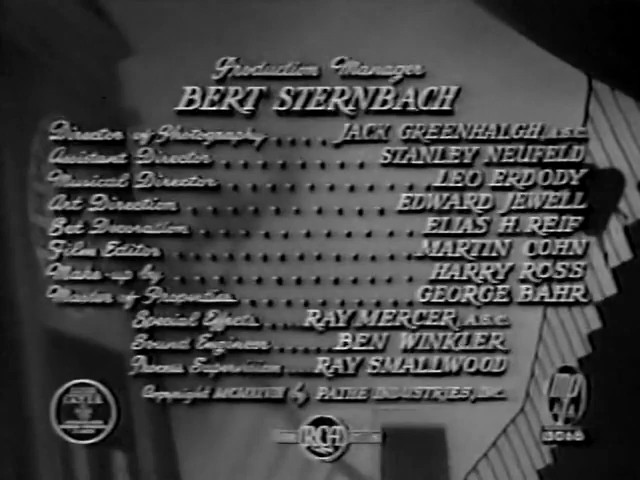 Production Manager
BERT STERNBACH
Director of Photography.....JACK GREENHALGH, A.S.C.
Assistant Director..........STANLEY NEUFELD
Musical Director............LEO ERDODY
Art Direction...............EDWARD JEWELL
Set Decoration..............ELIAS H. REIF
Film Editor.................MARTIN COHN
Make-up by..................HARRY ROSS
Master of Properties........GEORGE BAHR
Special Effects.....RAY MERCER, A.S.C.
Sound Engineer.....BEN WINKLER
Process Supervision....RAY SMALLWOOD
Copyright by PATHE INDUSTRIES, INC.
I.A.T.S.E.
RCA